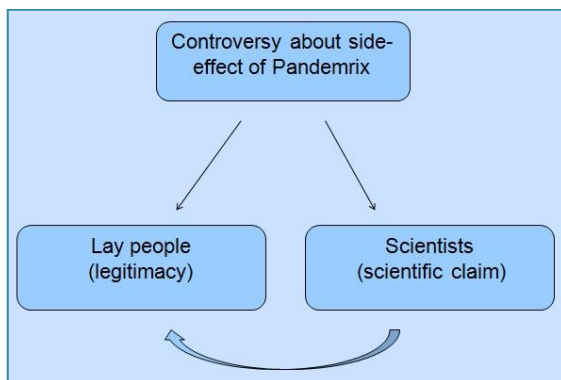 Controversy about side-
effect of Pandemrix
Lay people
(legitimacy)
Scientists
(scientific claim)